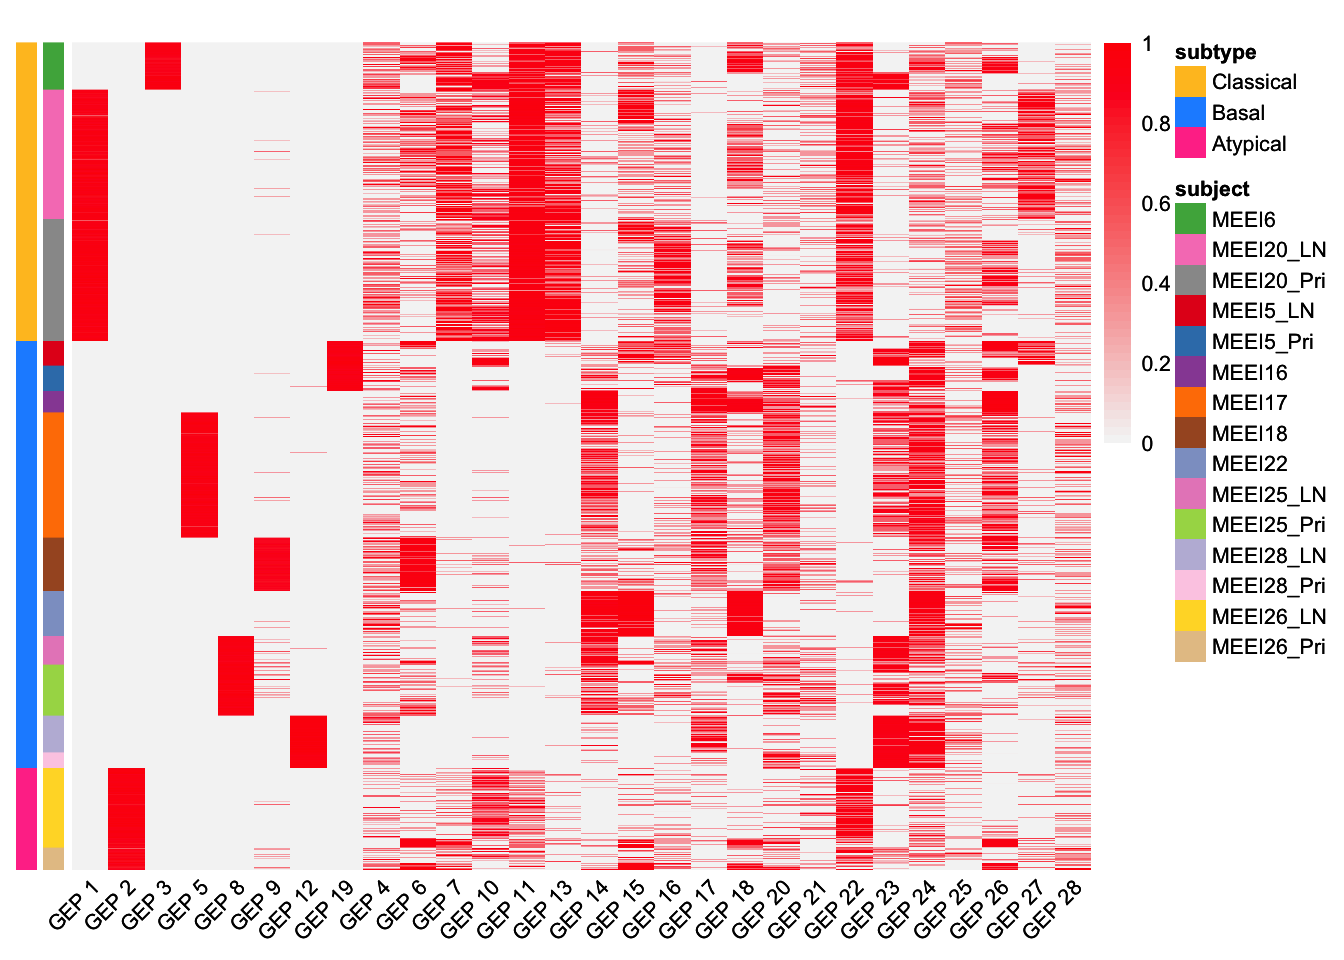 1
0.8
0.6
0.4
0.2
0
subtype
Classical
Basal
Atypical
subject
MEEI6
MEEI20_LN
MEEI20_Pri
MEEI5_LN
MEEI5_Pri
MEEI16
MEEI17
MEEI18
MEEI22
MEEI25_LN
MEEI25_Pri
MEEI28_LN
MEEI28_Pri
MEEI26_LN
MEEI26_Pri
GEP 1
GEP 2
GEP 3
GEP 5
GEP 8
GEP 9
GEP 12
GEP 19
GEP 4
GEP 6
GEP 7
GEP 10
GEP 11
GEP 13
GEP 14
GEP 15
GEP 16
GEP 17
GEP 18
GEP 20
GEP 21
GEP 22
GEP 23
GEP 24
GEP 25
GEP 26
GEP 27
GEP 28